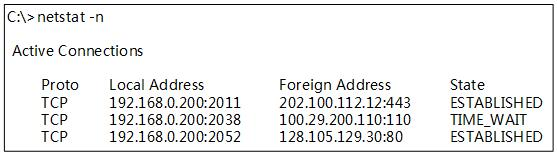 C:\> netstat -n
Active Connections
Proto Local Address Foreign Address State
TCP 192.168.0.200:2011 202.100.112.12:443 ESTABLISHED
TCP 192.168.0.200:2038 100.29.200.110:110 TIME_WAIT
TCP 192.168.0.200:2052 128.105.129.30:80 ESTABLISHED